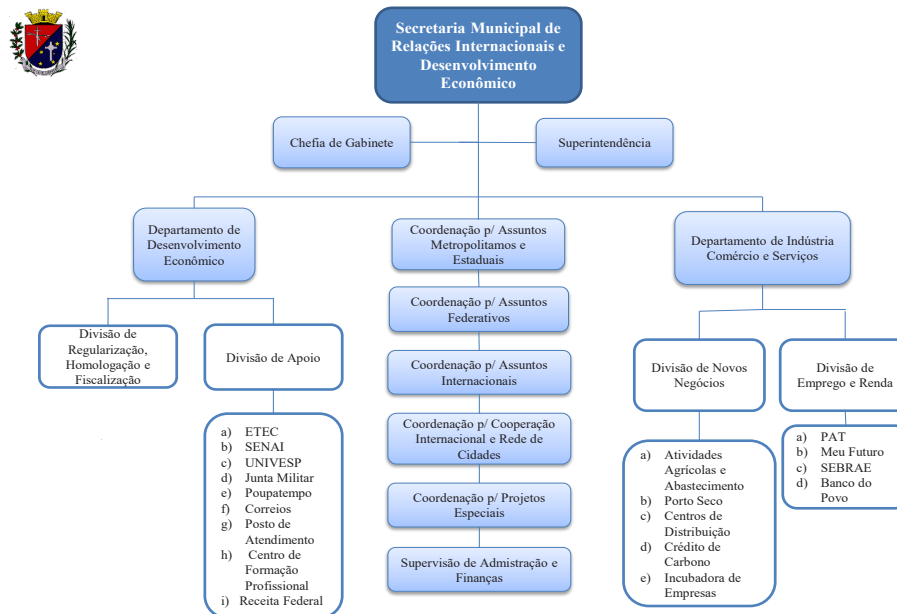 Secretaria Municipal de
Relações Internacionais e
Desenvolvimento
Econômico
Chefia de Gabinete
Superintendência
Departamento de
Desenvolvimento
Econômico
Coordenação p/ Assuntos
Metropolitamos e
Estaduais
Departamento de Indústria
Comércio e Serviços
Coordenação p/ Assuntos
Federativos
Divisão de
Regularização,
Homologação e
Fiscalização
Divisão de Apoio
Coordenação p/ Assuntos
Internacionais
Divisão de Novos
Negócios
Divisão de
Emprego e Renda
a) ETEC
b) SENAI
c) UNIVESP
d) Junta Militar
e) Poupatempo
f) Correios
g) Posto de
Atendimento
h) Centro de
Formação
Profissional
i) Receita Federal
Coordenação p/ Cooperação
Internacional e Rede de
Cidades
Coordenação p/ Projetos
Especiais
Supervisão de Admistração e
Finanças
a) Atividades
Agrícolas e
Abastecimento
b) Porto Seco
c) Centros de
Distribuição
d) Crédito de
Carbono
e) Incubadora de
Empresas
a) PAT
b) Meu Futuro
c) SEBRAE
d) Banco do
Povo